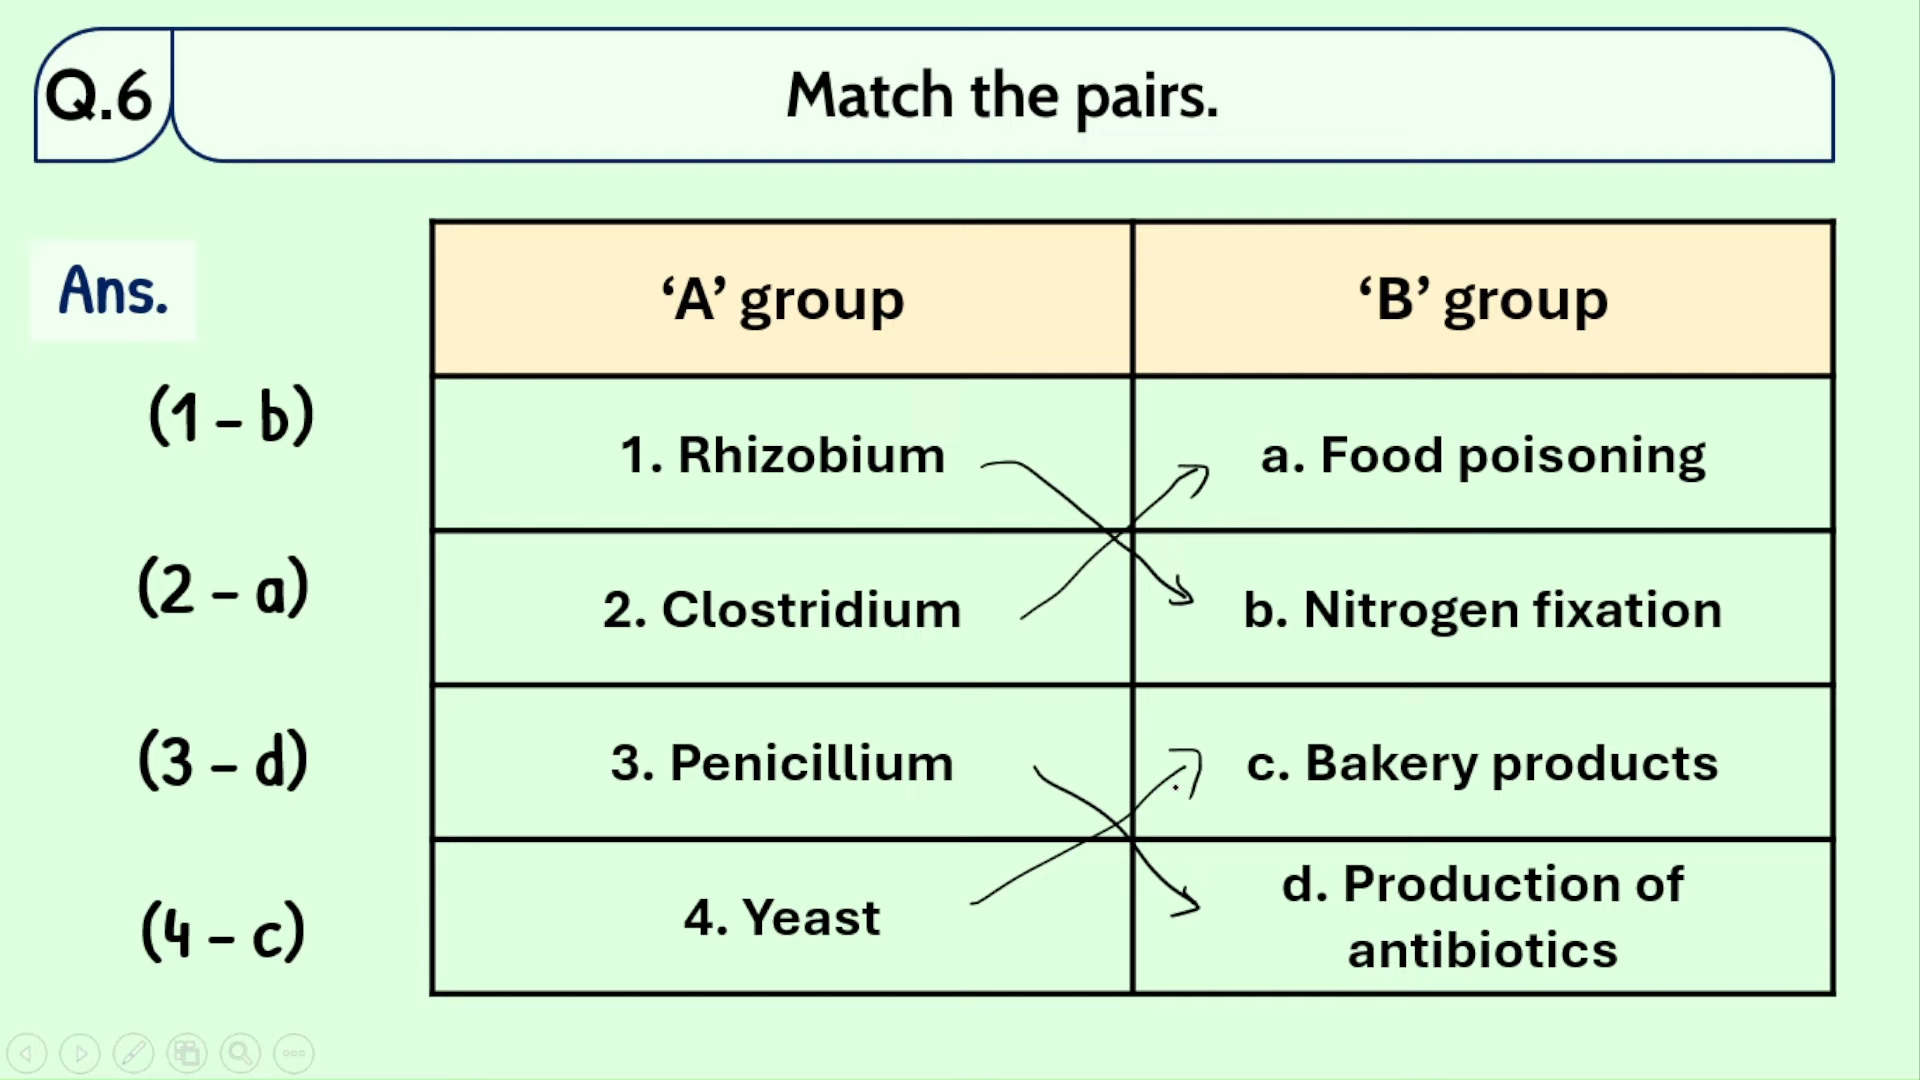 Q.6
Match the pairs.
Ans.
(1 – b)
(2 – a)
(3 – d)
(4 – c)
‘A’ group
‘B’ group
1. Rhizobium
a. Food poisoning
2. Clostridium
b. Nitrogen fixation
3. Penicillium
c. Bakery products
4. Yeast
d. Production of
antibiotics